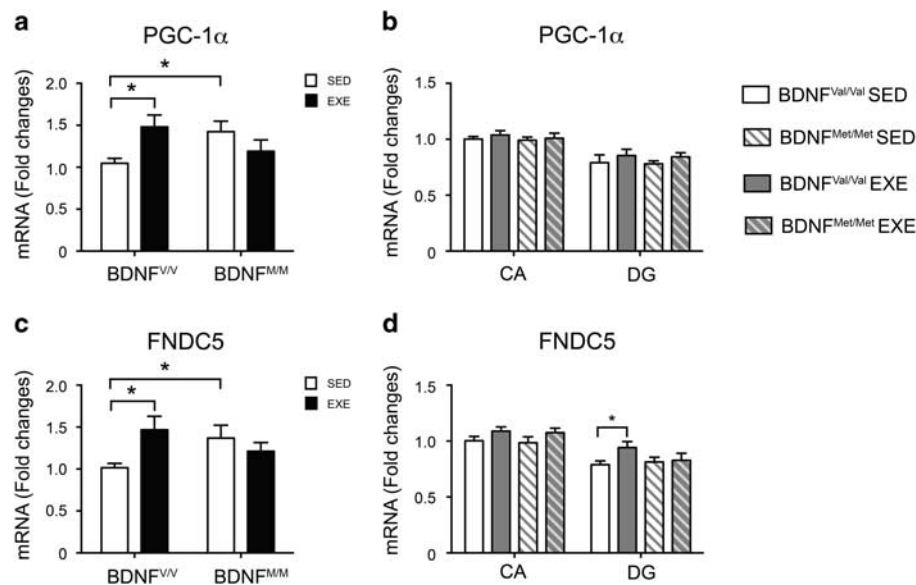 a
PGC-1α
mRNA (Fold changes)
2.0
1.5
1.0
0.5
0
*
*
SED
EXE
BDNF^V/V BDNF^M/M
b
PGC-1α
mRNA (Fold changes)
1.5
1.0
0.5
0
CA DG
BDNF^Val/Val SED
BDNF^Met/Met SED
BDNF^Val/Val EXE
BDNF^Met/Met EXE
c
FNDC5
mRNA (Fold changes)
2.0
1.5
1.0
0.5
0
*
*
SED
EXE
BDNF^V/V BDNF^M/M
d
FNDC5
mRNA (Fold changes)
1.5
1.0
0.5
0
*
CA DG